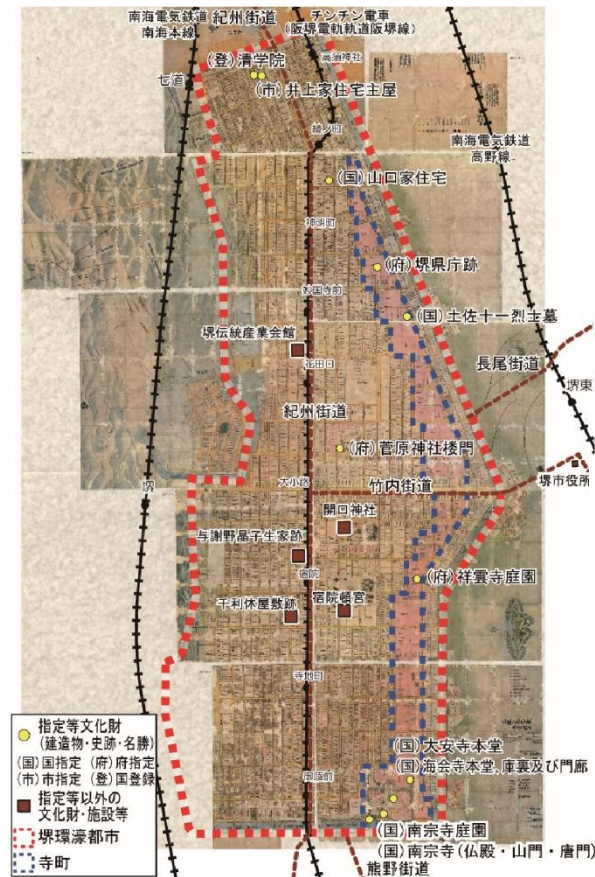 南海電気鉄道
南海本線
紀州街道
チンチン電車
(阪堺電軌軌道阪堺線)
高須神社
(登)清学院
七道
(市)井上家住宅主屋
綾ノ町
南海電気鉄道
高野線
(国)山口家住宅
神明町
(府)堺県庁跡
妙国寺前
(国)土佐十一烈士墓
堺伝統産業会館
花田口
長尾街道
堺東
紀州街道
(府)菅原神社楼門
大小路
竹内街道
堺市役所
堺
開口神社
与謝野晶子生家跡
宿院
(府)祥雲寺庭園
千利休屋敷跡
宿院頓宮
寺地町
(国)大安寺本堂
(国)海会寺本堂、庫裏及び門廊
御陵前
(国)南宗寺庭園
(国)南宗寺(仏殿・山門・唐門)
熊野街道
指定等文化財
(建造物・史跡・名勝)
(国)国指定 (府)府指定
(市)市指定 (登)国登録
指定等以外の
文化財・施設等
堺環濠都市
寺町